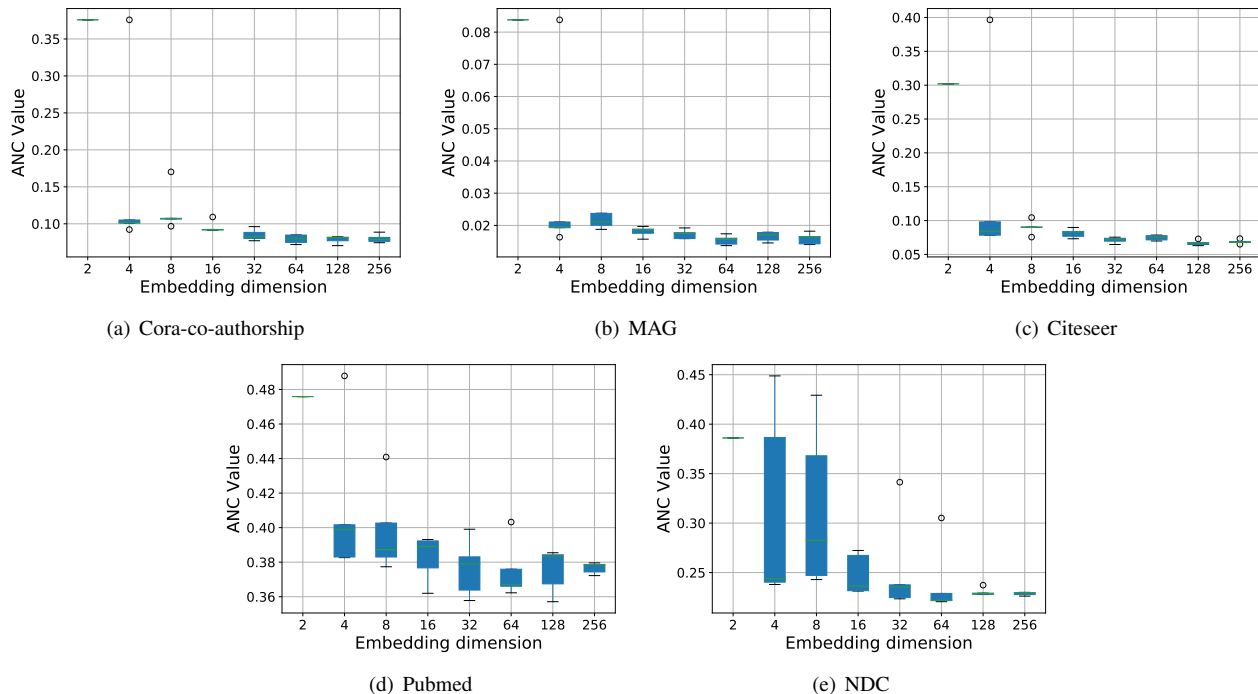 0.35
0.30
0.25
0.20
0.15
0.10
ANC Value
2 4 8 16 32 64 128 256
Embedding dimension
(a) Cora-co-authorship
0.08
0.07
0.06
0.05
0.04
0.03
0.02
ANC Value
2 4 8 16 32 64 128 256
Embedding dimension
(b) MAG
0.40
0.35
0.30
0.25
0.20
0.15
0.10
0.05
ANC Value
2 4 8 16 32 64 128 256
Embedding dimension
(c) Citeseer
0.48
0.46
0.44
0.42
0.40
0.38
0.36
ANC Value
2 4 8 16 32 64 128 256
Embedding dimension
(d) Pubmed
0.45
0.40
0.35
0.30
0.25
ANC Value
2 4 8 16 32 64 128 256
Embedding dimension
(e) NDC